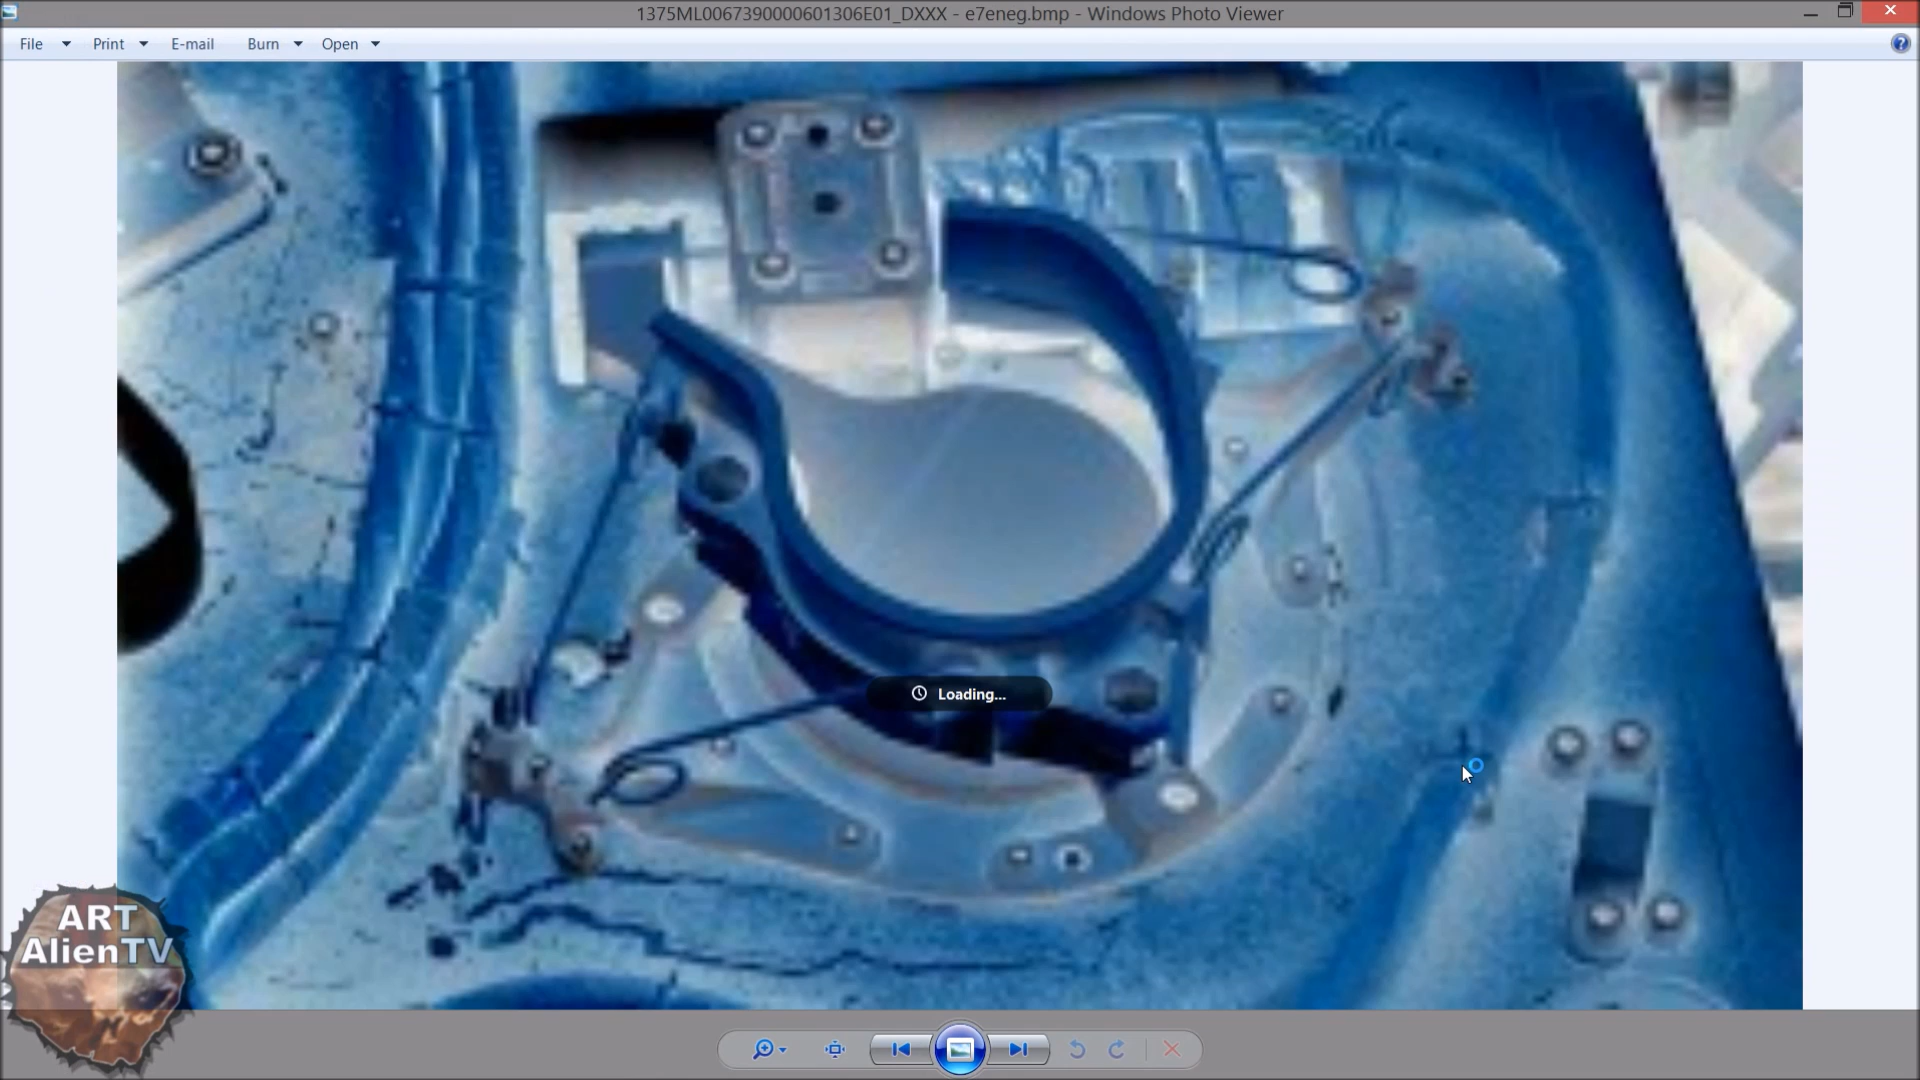 1375ML0067390000601306E01_DXXX - e7eneg.bmp - Windows Photo Viewer
File Print E-mail Burn Open
Loading...
ART
AlienTV